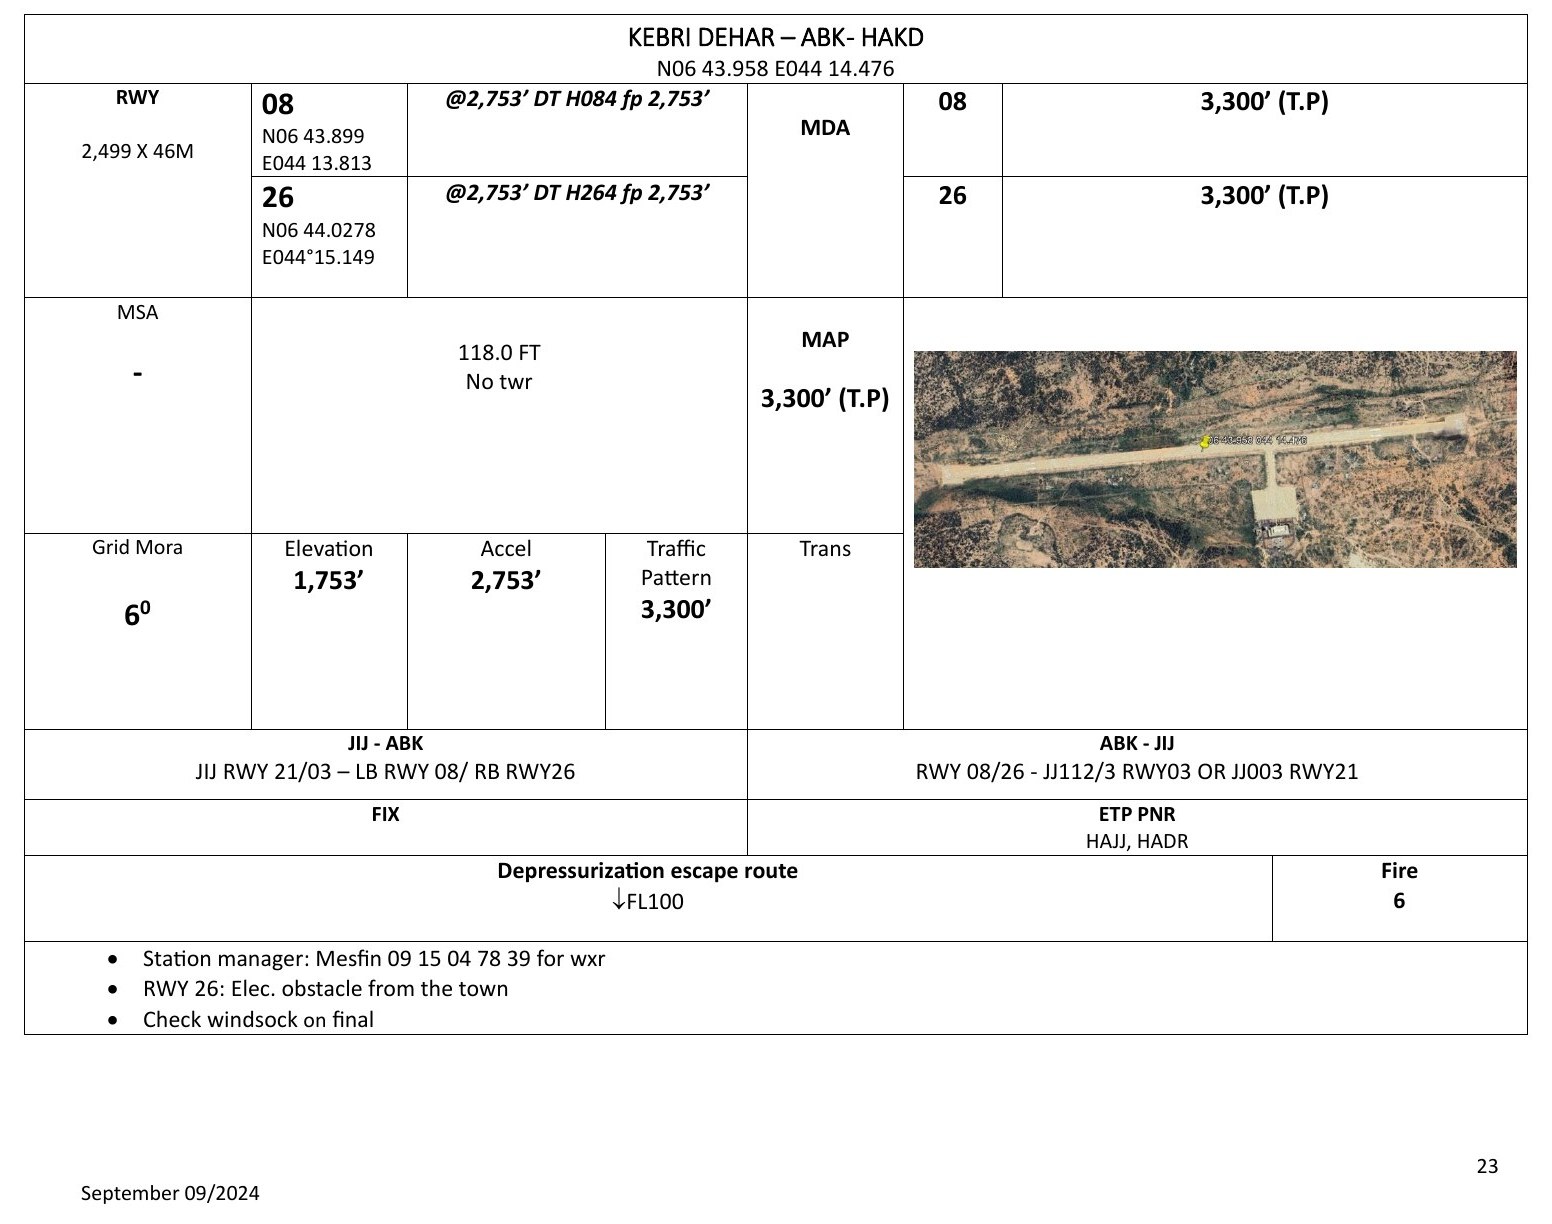 KEBRI DEHAR – ABK- HAKD
N06 43.958 E044 14.476
RWY
2,499 X 46M
08
N06 43.899
E044 13.813
@2,753’ DT H084 fp 2,753’
26
N06 44.0278
E044°15.149
@2,753’ DT H264 fp 2,753’
MDA
08
3,300’ (T.P)
26
3,300’ (T.P)
MSA
-
118.0 FT
No twr
MAP
3,300’ (T.P)
06 43.958 044 14.476
Grid Mora
6⁰
Elevation
1,753’
Accel
2,753’
Traffic
Pattern
3,300’
Trans
JIJ - ABK
JIJ RWY 21/03 – LB RWY 08/ RB RWY26
ABK - JIJ
RWY 08/26 - JJ112/3 RWY03 OR JJ003 RWY21
FIX
ETP PNR
HAJJ, HADR
Depressurization escape route
↓FL100
Fire
6
• Station manager: Mesfin 09 15 04 78 39 for wxr
• RWY 26: Elec. obstacle from the town
• Check windsock on final
23
September 09/2024